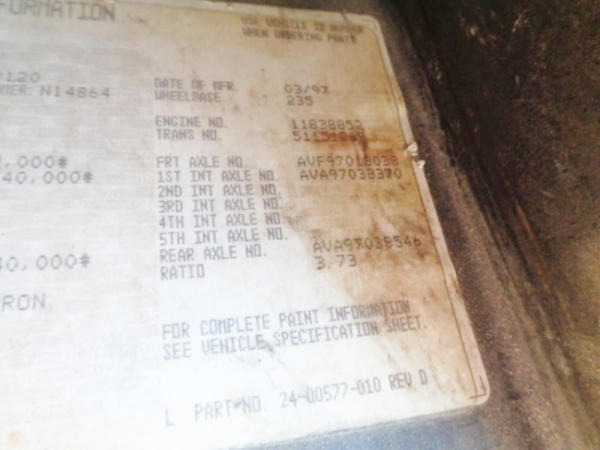 FORMATION
USE VEHICLE ID NUMBER
WHEN ORDERING PARTS
120
MER N14864
DATE OF MFR. 03/97
WHEELBASE 235
ENGINE NO. 11838852
TRANS NO.
,000#
40,000#
FRT AXLE NO. AVF97018038
1ST INT AXLE NO. AVA97038370
2ND INT AXLE NO.
3RD INT AXLE NO.
4TH INT AXLE NO.
5TH INT AXLE NO.
REAR AXLE NO. AVA97038546
RATIO 3.73
0,000#
RON
FOR COMPLETE PAINT INFORMATION
SEE VEHICLE SPECIFICATION SHEET.
L PART NO. 24-00577-010 REV D